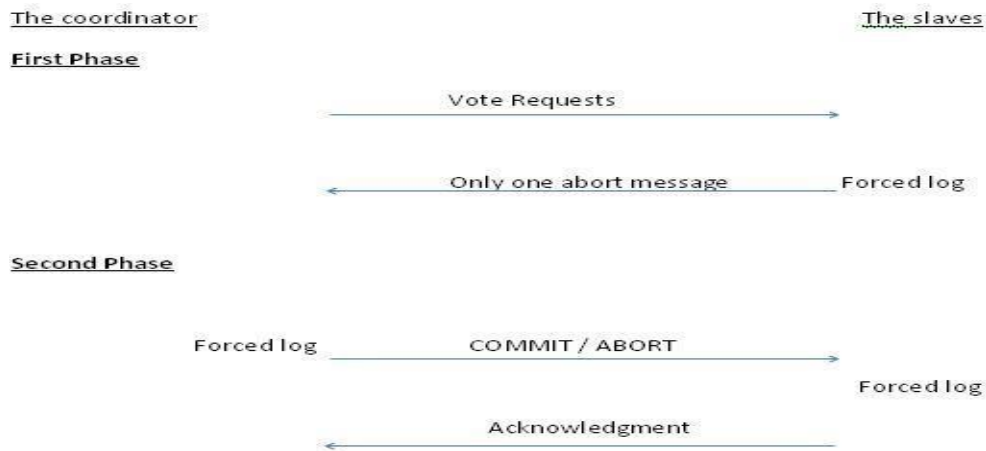 The coordinator The slaves
First Phase
Vote Requests
Only one abort message Forced log
Second Phase
Forced log COMMIT / ABORT
Forced log
Acknowledgment